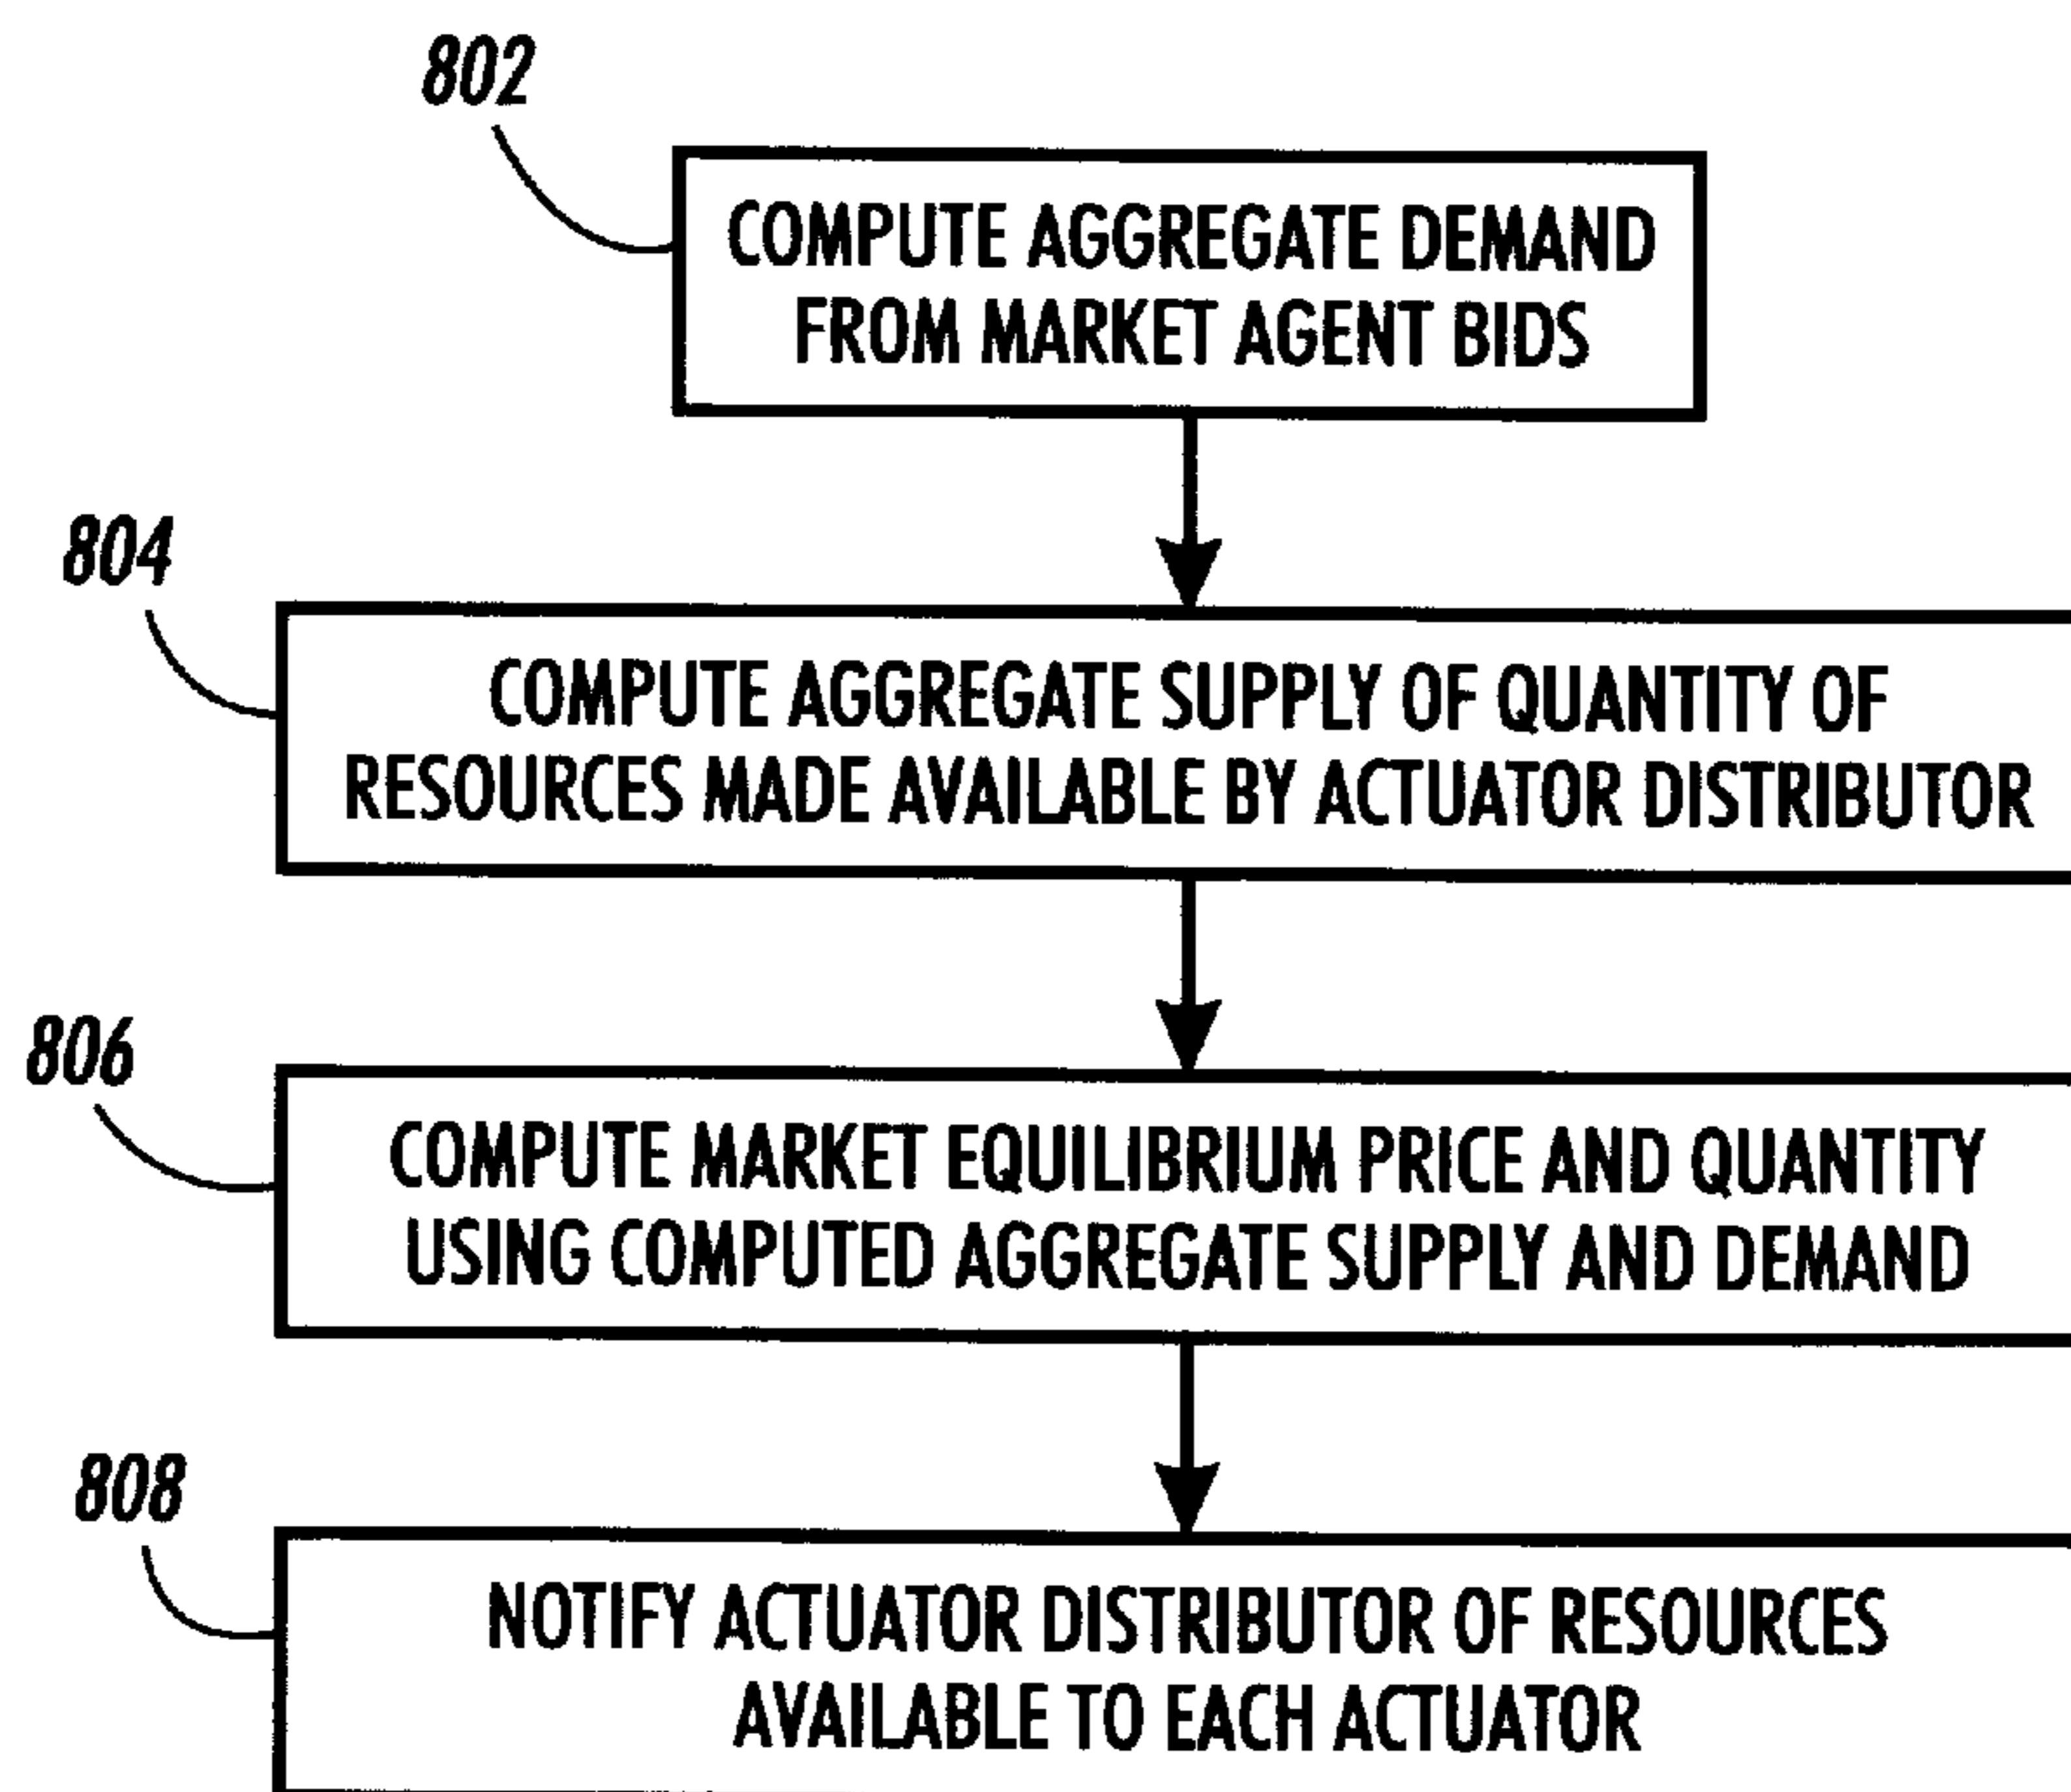 802
COMPUTE AGGREGATE DEMAND
FROM MARKET AGENT BIDS
804
COMPUTE AGGREGATE SUPPLY OF QUANTITY OF
RESOURCES MADE AVAILABLE BY ACTUATOR DISTRIBUTOR
806
COMPUTE MARKET EQUILIBRIUM PRICE AND QUANTITY
USING COMPUTED AGGREGATE SUPPLY AND DEMAND
808
NOTIFY ACTUATOR DISTRIBUTOR OF RESOURCES
AVAILABLE TO EACH ACTUATOR